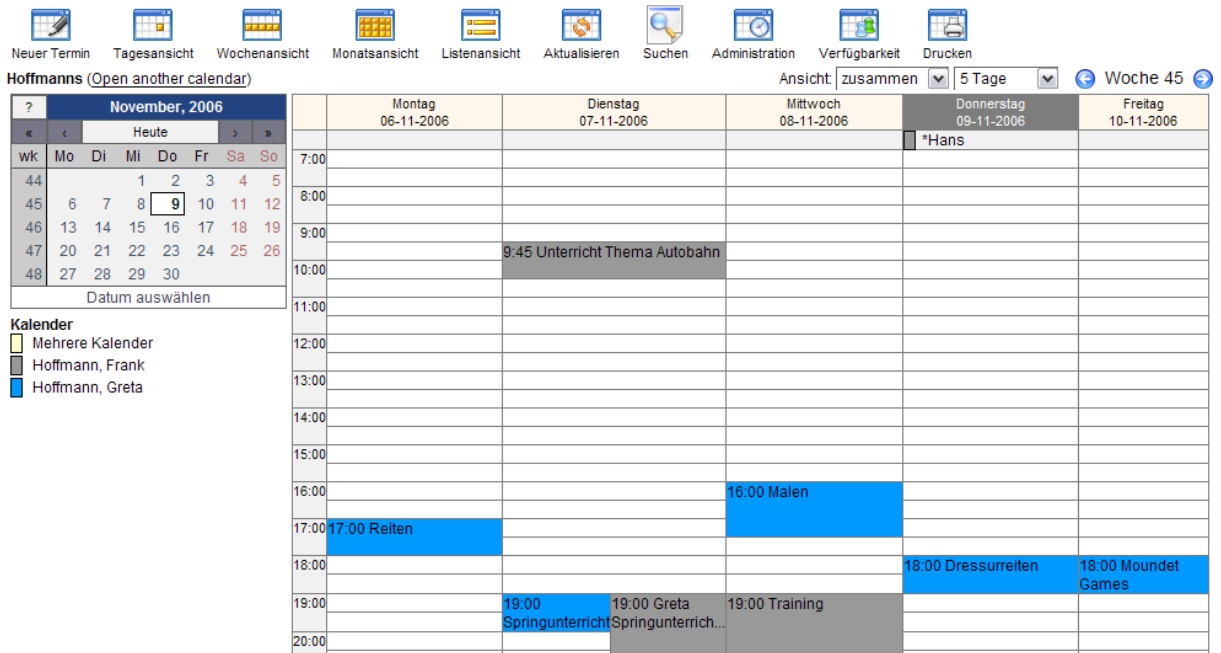 Neuer Termin Tagesansicht Wochenansicht Monatsansicht Listenansicht Aktualisieren Suchen Administration Verfügbarkeit Drucken
Hoffmanns (Open another calendar) Ansicht: zusammen 5 Tage Woche 45
? November, 2006
« ‹ Heute › »
wk Mo Di Mi Do Fr Sa So
44 1 2 3 4 5
45 6 7 8 9 10 11 12
46 13 14 15 16 17 18 19
47 20 21 22 23 24 25 26
48 27 28 29 30
Datum auswählen
Kalender
Mehrere Kalender
Hoffmann, Frank
Hoffmann, Greta
Montag Dienstag Mittwoch Donnerstag Freitag
06-11-2006 07-11-2006 08-11-2006 09-11-2006 10-11-2006
*Hans
7:00
8:00
9:00
9:45 Unterricht Thema Autobahn
10:00
11:00
12:00
13:00
14:00
15:00
16:00 16:00 Malen
17:00 17:00 Reiten
18:00 18:00 Dressurreiten 18:00 Moundet
Games
19:00 19:00 19:00 Greta 19:00 Training
Springunterricht Springunterrich...
20:00